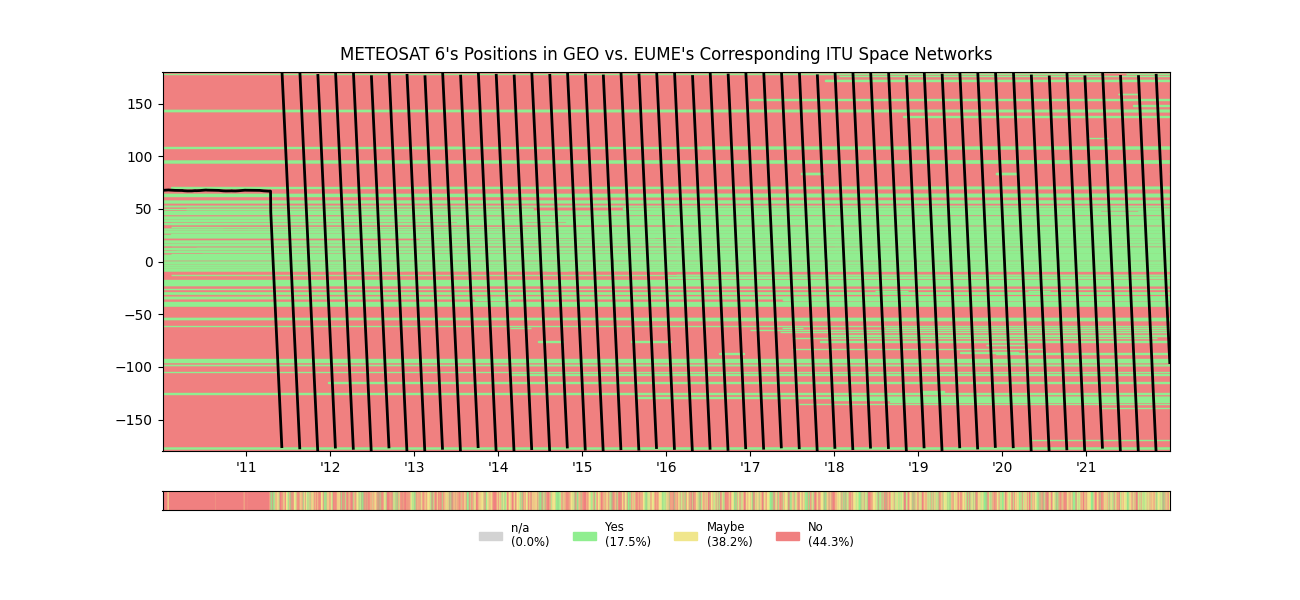 METEOSAT 6's Positions in GEO vs. EUME's Corresponding ITU Space Networks
150
100
50
0
−50
−100
−150
'11 '12 '13 '14 '15 '16 '17 '18 '19 '20 '21
n/a Yes Maybe No
(0.0%) (17.5%) (38.2%) (44.3%)